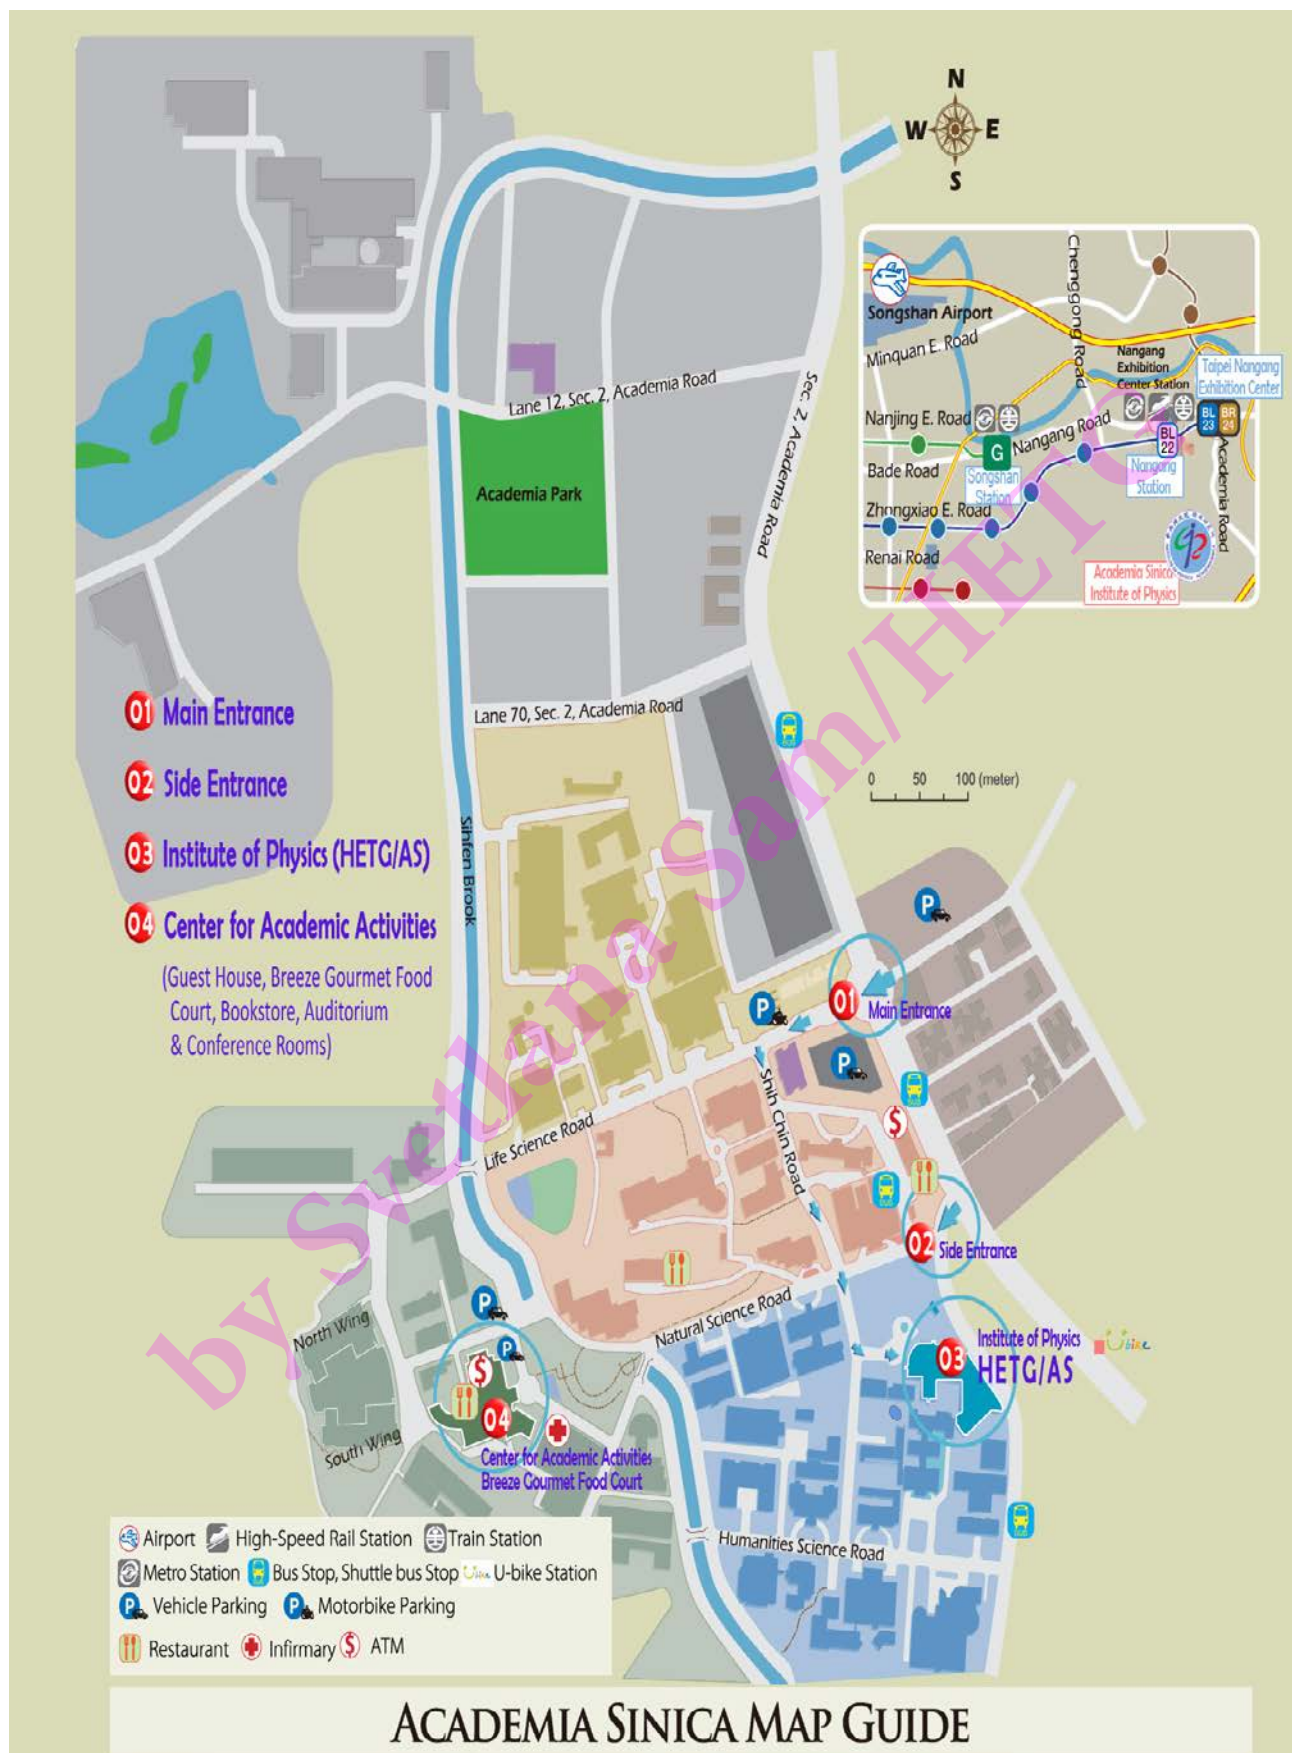 N
W E
S
Songshan Airport
Minquan E. Road
Chenggong Road
Nangang
Exhibition
Center Station
Taipei Nangang
Exhibition Center
BL
23
BR
24
Nanjing E. Road
Nangang Road
G
BL
22
Bade Road
Songshan
Station
Nangang
Station
Academia Road
Zhongxiao E. Road
Renai Road
Academia Sinica
Institute of Physics
Lane 12, Sec. 2, Academia Road
Sec. 2, Academia Road
Academia Park
Lane 70, Sec. 2, Academia Road
BUS
0 50 100 (meter)
01 Main Entrance
02 Side Entrance
03 Institute of Physics (HETG/AS)
04 Center for Academic Activities
(Guest House, Breeze Gourmet Food
Court, Bookstore, Auditorium
& Conference Rooms)
Sihfen Brook
P
01
Main Entrance
P
P
BUS
$
Shih Chin Road
Life Science Road
BUS
02 Side Entrance
Natural Science Road
North Wing
P
P
$
04
South Wing
Center for Academic Activities
Breeze Gourmet Food Court
03
Institute of Physics
HETG/AS
Ubike
BUS
Humanities Science Road
Airport High-Speed Rail Station Train Station
Metro Station Bus Stop, Shuttle bus Stop Ubike U-bike Station
P Vehicle Parking P Motorbike Parking
Restaurant Infirmary $ ATM
ACADEMIA SINICA MAP GUIDE
by Svetlana Sam/HETG